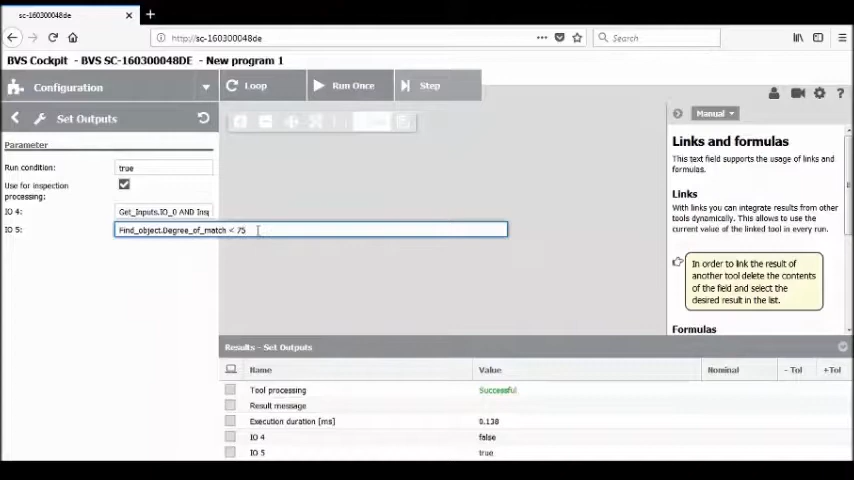 sc-160300048de
http://sc-160300048de
Search
BVS Cockpit - BVS SC-160300048DE - New program 1
Configuration
Loop
Run Once
Step
Set Outputs
Manual
Parameter
Run condition:
true
Use for inspection
processing:
IO 4:
Get_Inputs.IO_0 AND Insp
IO 5:
Find_object.Degree_of_match < 75
Links and formulas
This text field supports the usage of links and
formulas.
Links
With links you can integrate results from other
tools dynamically. This allows to use the
current value of the linked tool in every run.
In order to link the result of
another tool delete the contents
of the field and select the
desired result in the list.
Formulas
Results - Set Outputs
Name Value Nominal - Tol +Tol
Tool processing Successful
Result message
Execution duration [ms] 0.138
IO 4 false
IO 5 true